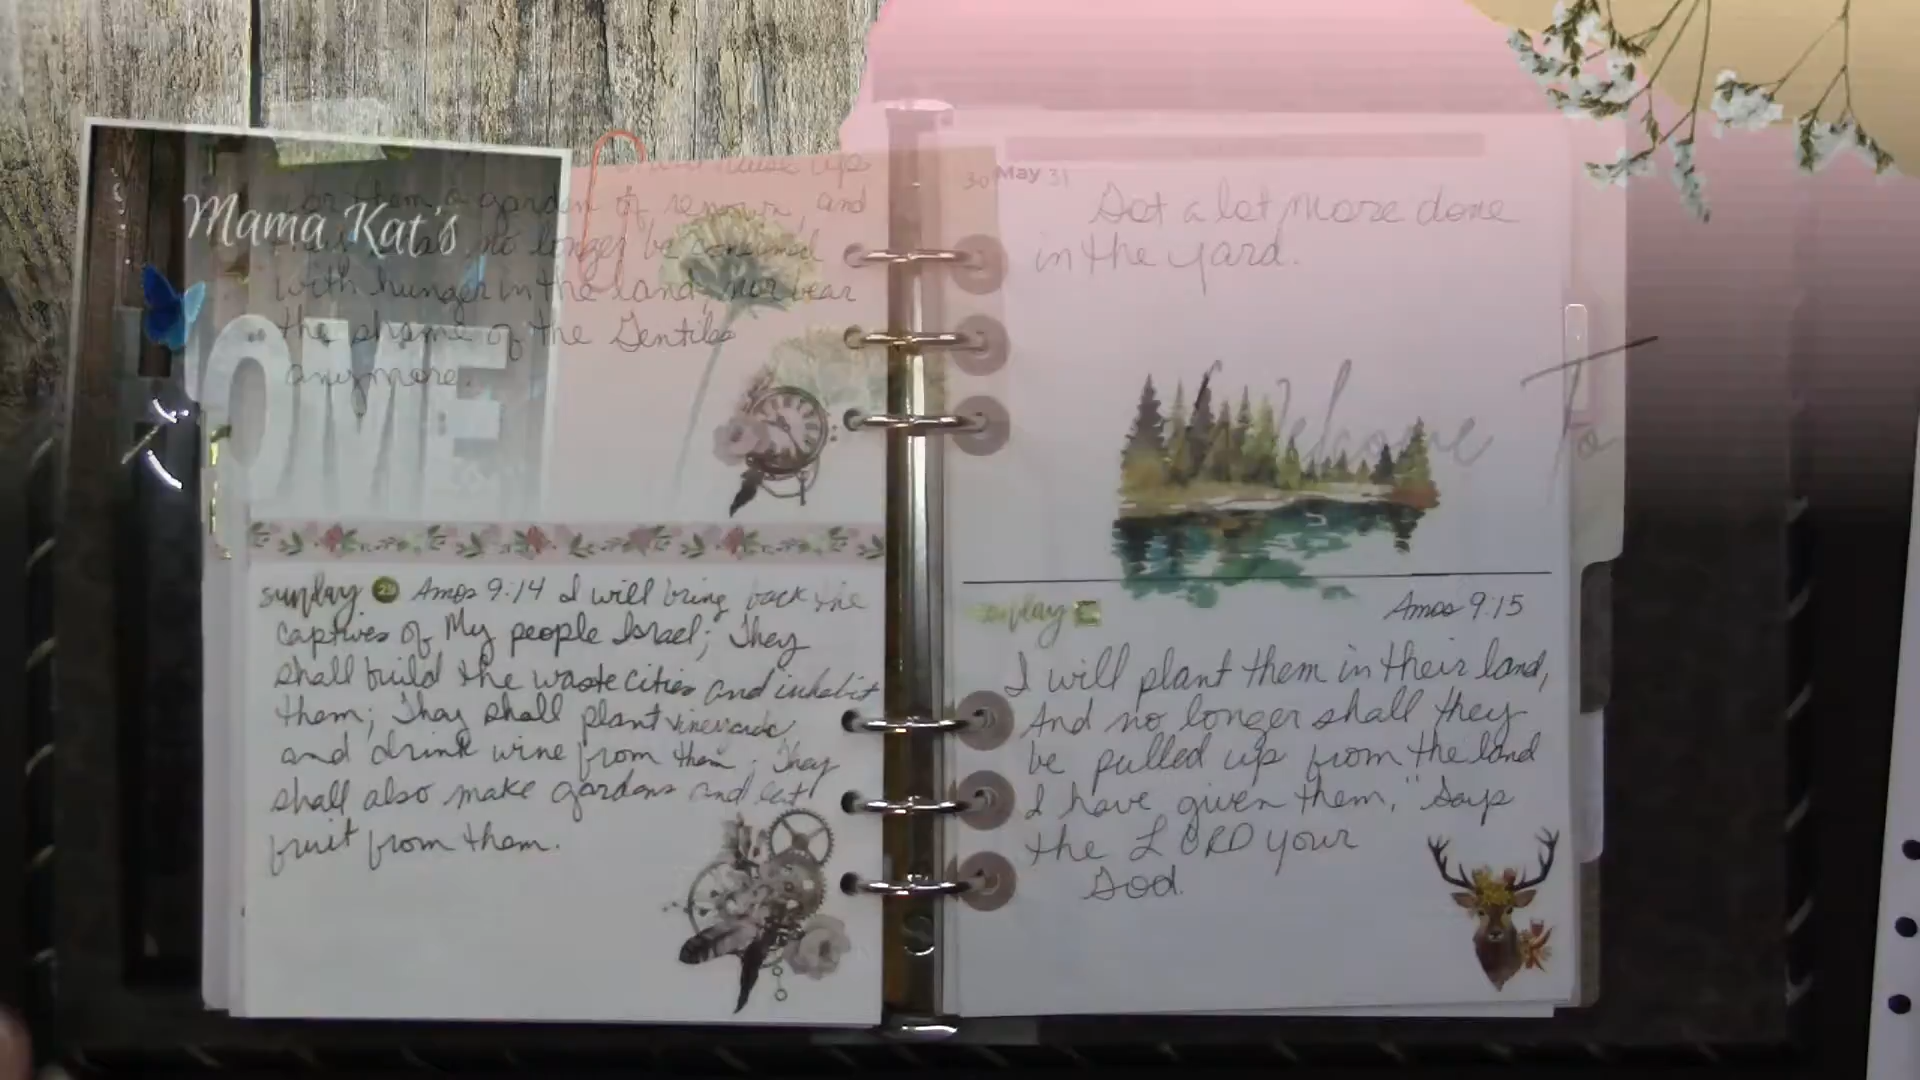 Mama Kat's
OME
for them a garden of renown, and
no longer be consumed
with hunger in the land, nor bear
the shame of the Gentiles
anymore.
sunday 29 Amos 9:14 I will bring back the
captives of My people Israel; They
shall build the waste cities and inhabit
them; They shall plant vineyards
and drink wine from them; They
shall also make gardens and eat
fruit from them.
30 May 31
Got a lot more done
in the yard.
Welcome To
Amos 9:15
I will plant them in their land,
And no longer shall they
be pulled up from the land
I have given them," Says
the LORD your
God.